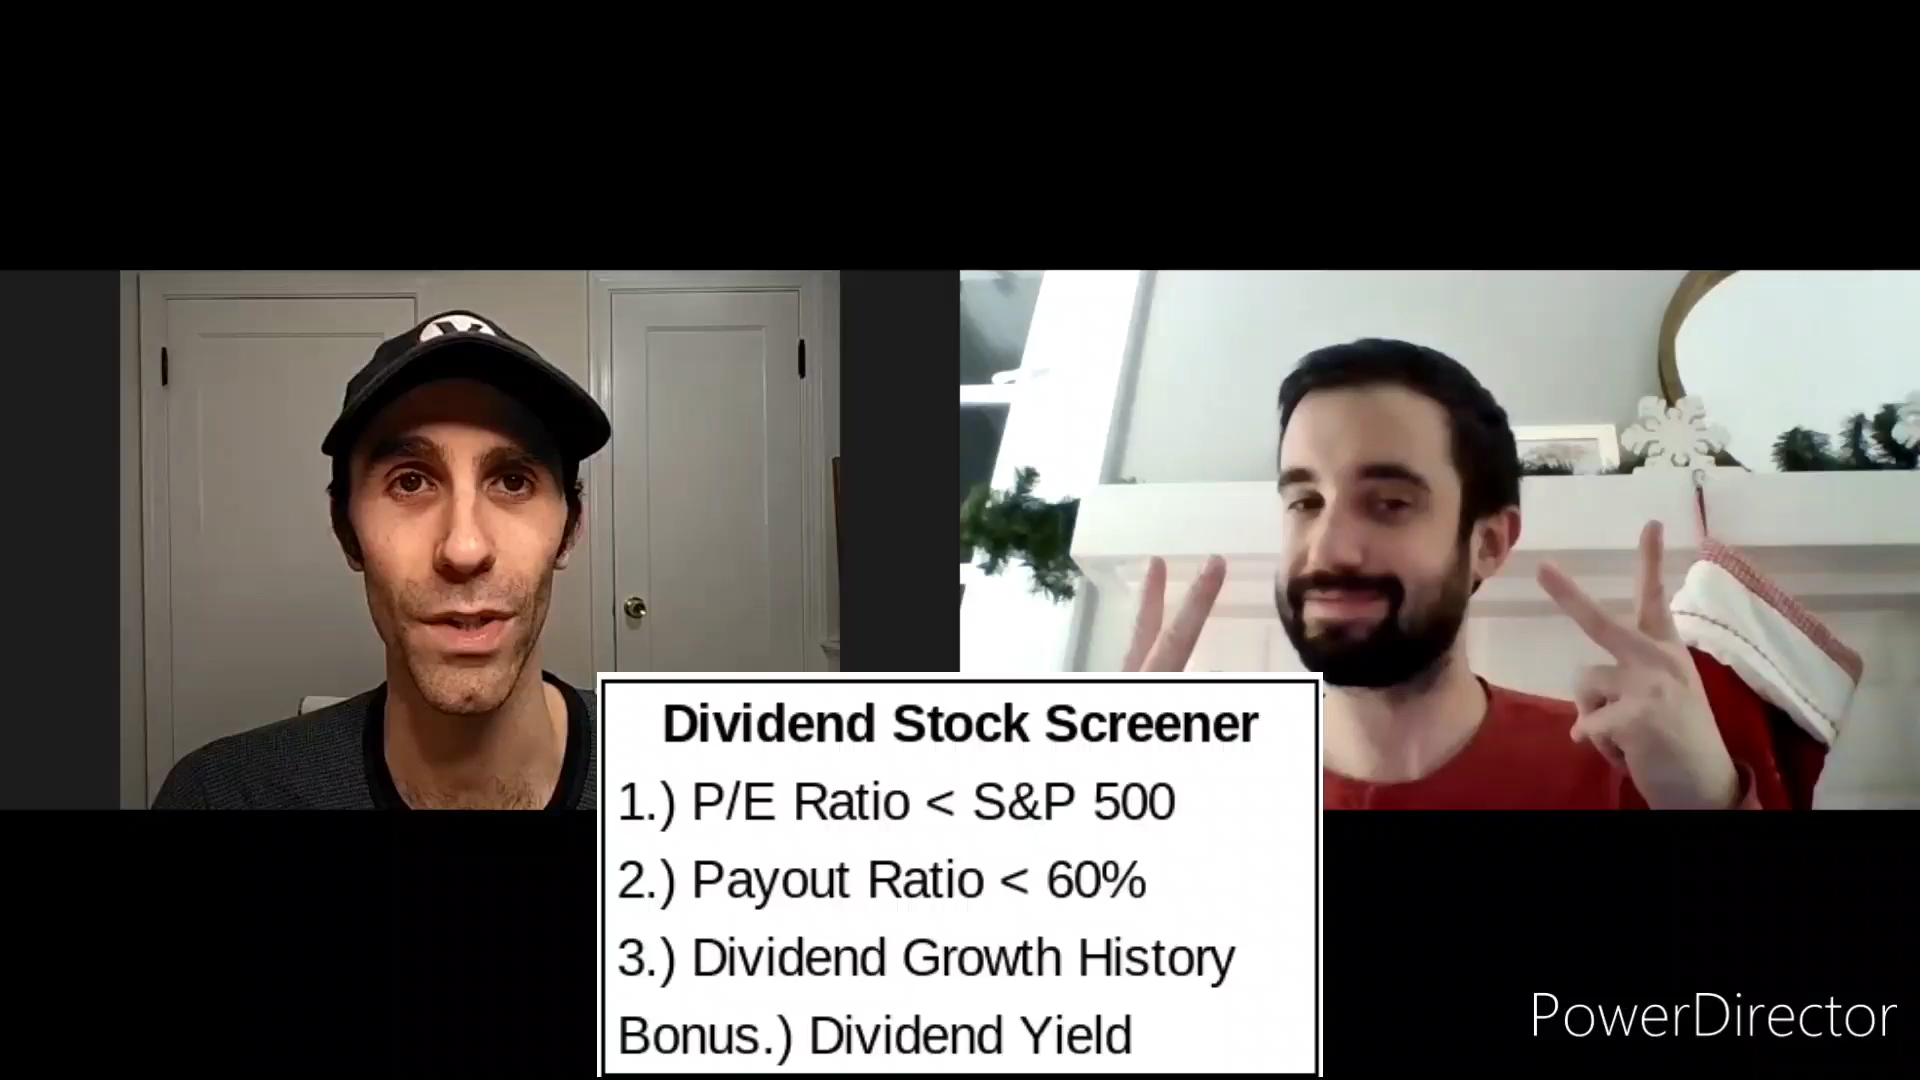 Dividend Stock Screener
1.) P/E Ratio < S&P 500
2.) Payout Ratio < 60%
3.) Dividend Growth History
Bonus.) Dividend Yield
PowerDirector